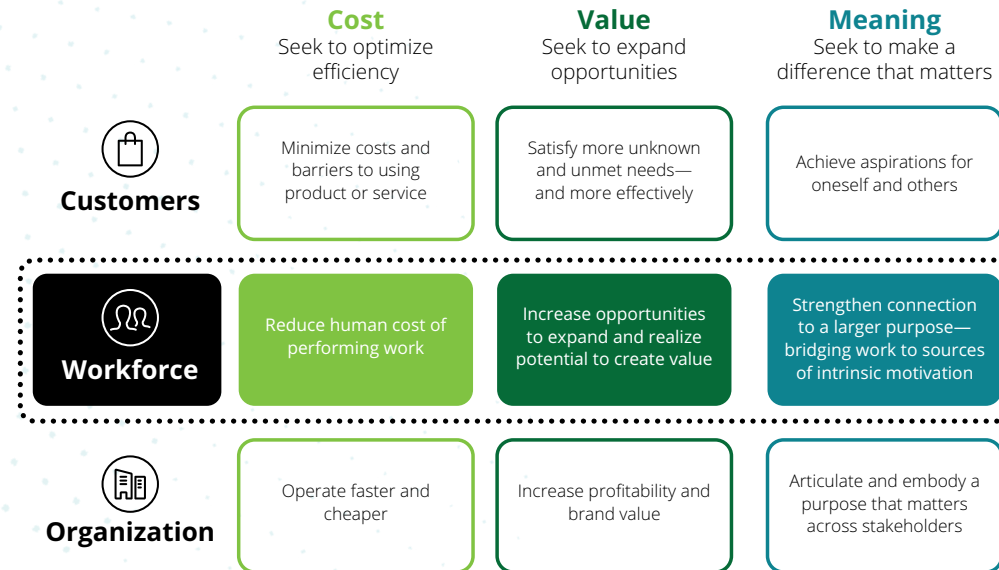 Cost
Seek to optimize
efficiency
Value
Seek to expand
opportunities
Meaning
Seek to make a
difference that matters
Customers
Minimize costs and
barriers to using
product or service
Satisfy more unknown
and unmet needs—
and more effectively
Achieve aspirations for
oneself and others
Workforce
Reduce human cost of
performing work
Increase opportunities
to expand and realize
potential to create value
Strengthen connection
to a larger purpose—
bridging work to sources
of intrinsic motivation
Organization
Operate faster and
cheaper
Increase profitability and
brand value
Articulate and embody a
purpose that matters
across stakeholders